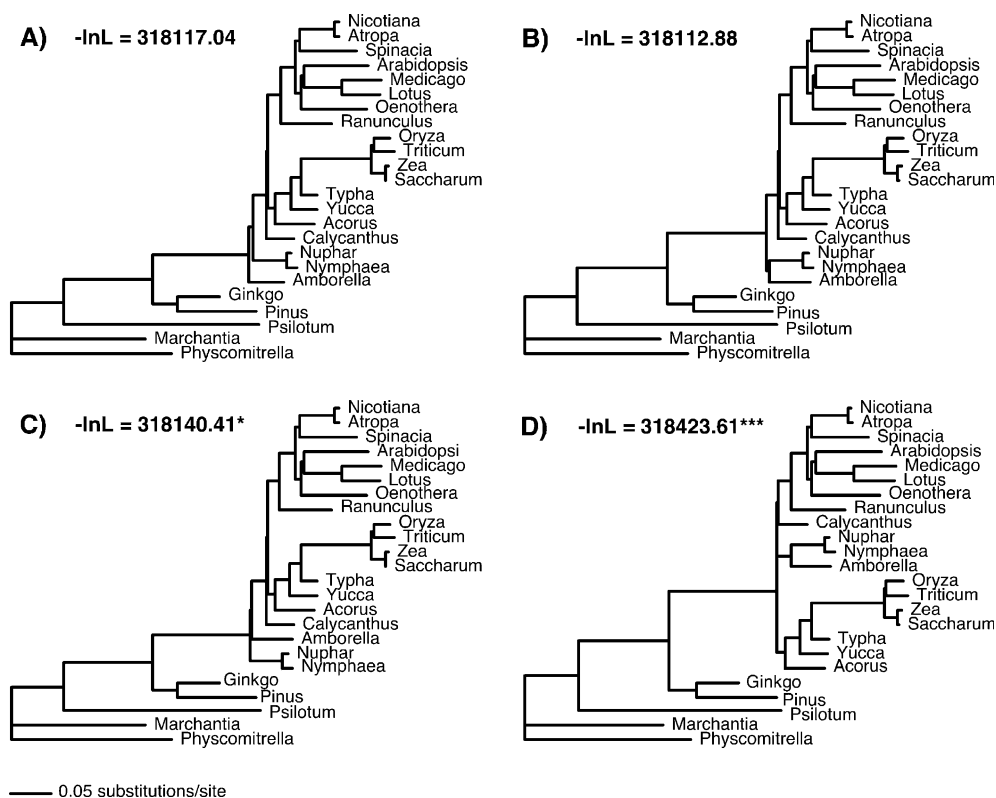 A)
-lnL = 318117.04
Nicotiana
Atropa
Spinacia
Arabidopsis
Medicago
Lotus
Oenothera
Ranunculus
Oryza
Triticum
Zea
Saccharum
Typha
Yucca
Acorus
Calycanthus
Nuphar
Nymphaea
Amborella
Ginkgo
Pinus
Psilotum
Marchantia
Physcomitrella
B)
-lnL = 318112.88
Nicotiana
Atropa
Spinacia
Arabidopsis
Medicago
Lotus
Oenothera
Ranunculus
Oryza
Triticum
Zea
Saccharum
Typha
Yucca
Acorus
Calycanthus
Nuphar
Nymphaea
Amborella
Ginkgo
Pinus
Psilotum
Marchantia
Physcomitrella
C)
-lnL = 318140.41*
Nicotiana
Atropa
Spinacia
Arabidopsi
Medicago
Lotus
Oenothera
Ranunculus
Oryza
Triticum
Zea
Saccharum
Typha
Yucca
Acorus
Calycanthus
Amborella
Nuphar
Nymphaea
Ginkgo
Pinus
Psilotum
Marchantia
Physcomitrella
D)
-lnL = 318423.61***
Nicotiana
Atropa
Spinacia
Arabidopsis
Medicago
Lotus
Oenothera
Ranunculus
Calycanthus
Nuphar
Nymphaea
Amborella
Oryza
Triticum
Zea
Saccharum
Typha
Yucca
Acorus
Ginkgo
Pinus
Psilotum
Marchantia
Physcomitrella
0.05 substitutions/site